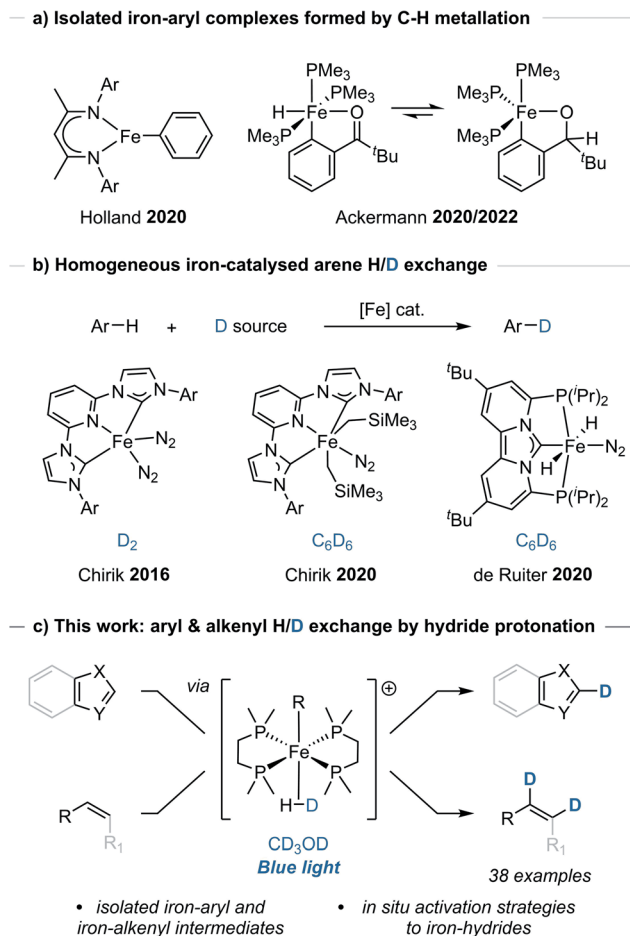 a) Isolated iron-aryl complexes formed by C-H metallation
Ar
N
Fe
N
Ar
PMe3
PMe3
H Fe O
PMe3
tBu
PMe3
PMe3
Fe O
PMe3
H
tBu
Holland 2020
Ackermann 2020/2022
b) Homogeneous iron-catalysed arene H/D exchange
Ar–H + D source
[Fe] cat.
Ar–D
N
N Ar
N Fe N2
N N2
N
Ar
D2
Chirik 2016
N
N Ar
SiMe3
N Fe
N N2
N
SiMe3
Ar
C6D6
Chirik 2020
tBu
P(iPr)2
N H
C Fe N2
N H
P(iPr)2
tBu
C6D6
de Ruiter 2020
c) This work: aryl & alkenyl H/D exchange by hydride protonation
X
Y
R
R1
via
R
P P
Fe
P P
H–D
⊕
CD3OD
Blue light
X
D
Y
D
D
R
R1
38 examples
• isolated iron-aryl and
iron-alkenyl intermediates
• in situ activation strategies
to iron-hydrides